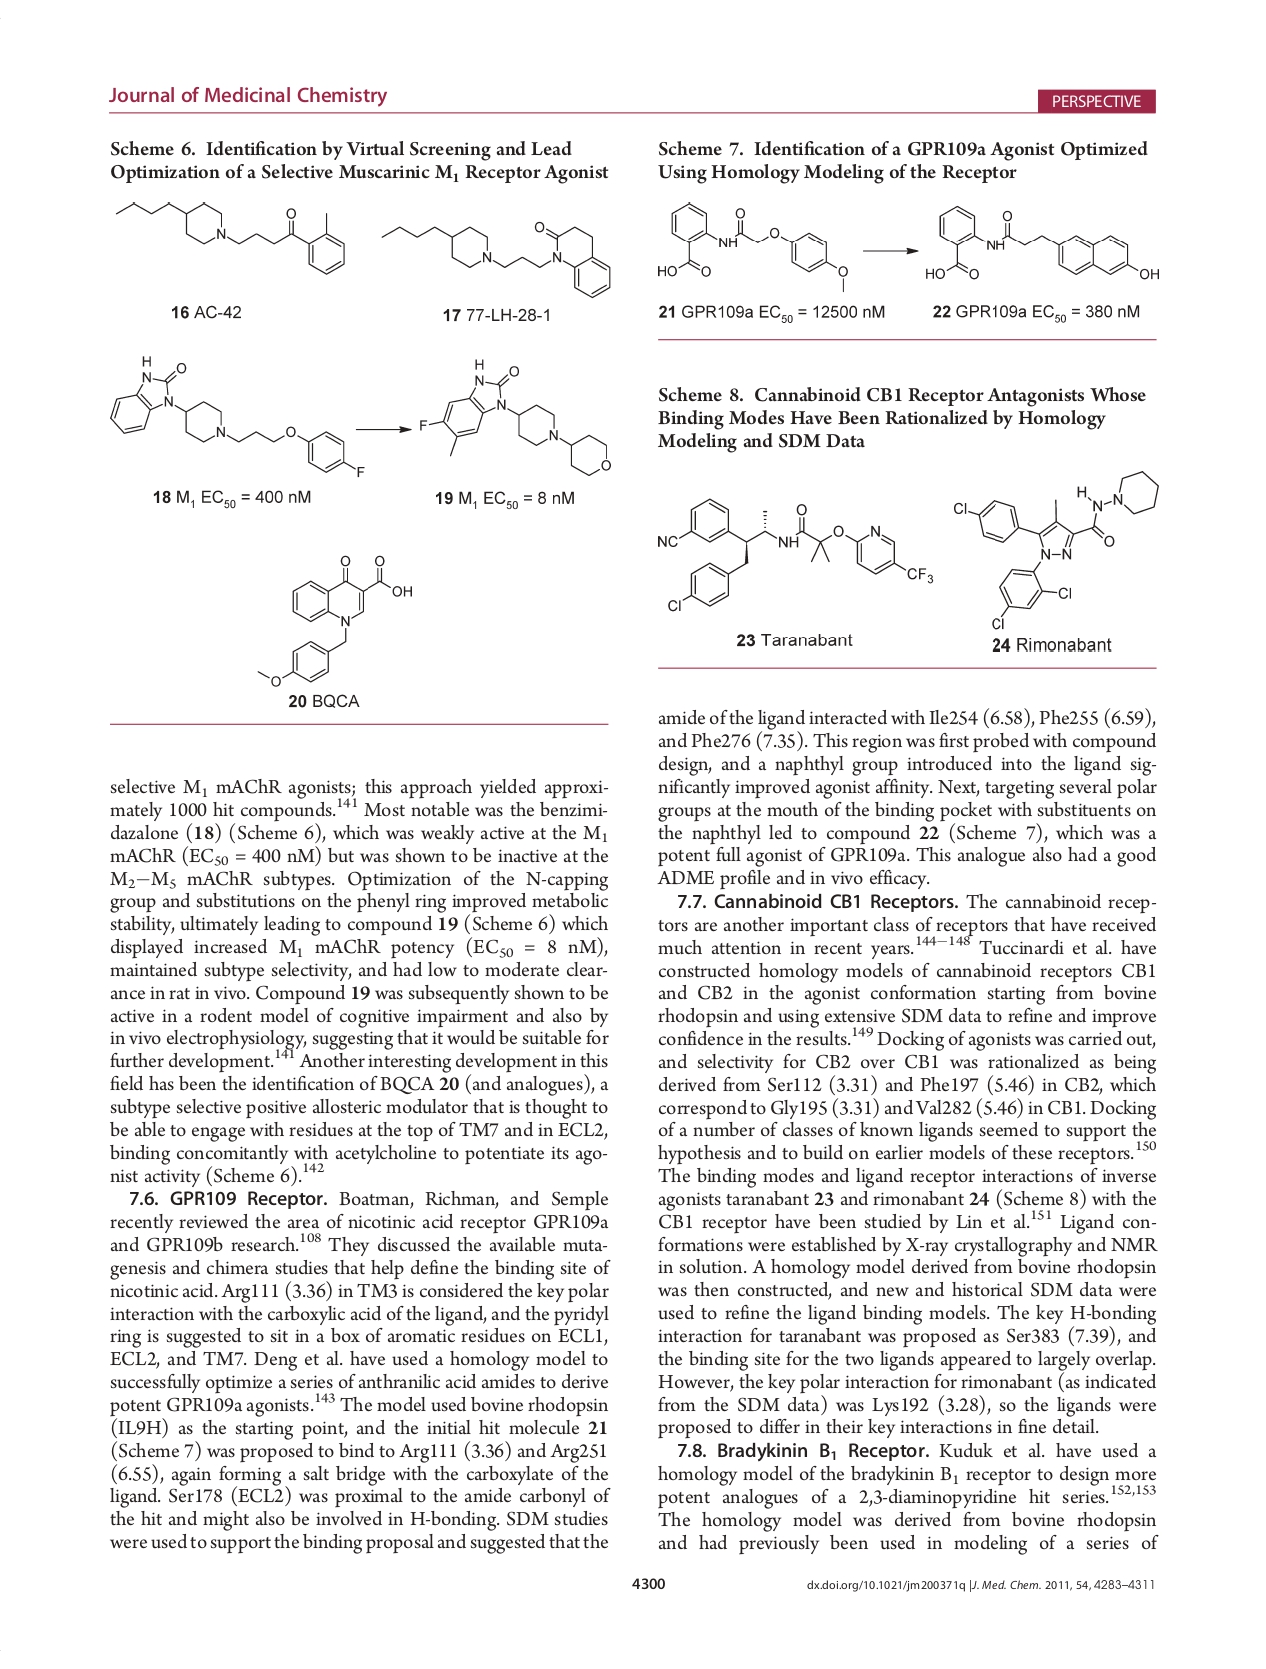 Journal of Medicinal Chemistry
PERSPECTIVE
Scheme 6. Identification by Virtual Screening and Lead
Optimization of a Selective Muscarinic M1 Receptor Agonist
O
N
16 AC-42
O
N
N
17 77-LH-28-1
H
N
O
N
N
O
F
18 M1 EC50 = 400 nM
H
N
O
N
F
N
O
19 M1 EC50 = 8 nM
O
O
OH
N
O
20 BQCA
selective M1 mAChR agonists; this approach yielded approxi-
mately 1000 hit compounds.141 Most notable was the benzimi-
dazalone (18) (Scheme 6), which was weakly active at the M1
mAChR (EC50 = 400 nM) but was shown to be inactive at the
M2−M5 mAChR subtypes. Optimization of the N-capping
group and substitutions on the phenyl ring improved metabolic
stability, ultimately leading to compound 19 (Scheme 6) which
displayed increased M1 mAChR potency (EC50 = 8 nM),
maintained subtype selectivity, and had low to moderate clear-
ance in rat in vivo. Compound 19 was subsequently shown to be
active in a rodent model of cognitive impairment and also by
in vivo electrophysiology, suggesting that it would be suitable for
further development.141 Another interesting development in this
field has been the identification of BQCA 20 (and analogues), a
subtype selective positive allosteric modulator that is thought to
be able to engage with residues at the top of TM7 and in ECL2,
binding concomitantly with acetylcholine to potentiate its ago-
nist activity (Scheme 6).142
7.6. GPR109 Receptor. Boatman, Richman, and Semple
recently reviewed the area of nicotinic acid receptor GPR109a
and GPR109b research.108 They discussed the available muta-
genesis and chimera studies that help define the binding site of
nicotinic acid. Arg111 (3.36) in TM3 is considered the key polar
interaction with the carboxylic acid of the ligand, and the pyridyl
ring is suggested to sit in a box of aromatic residues on ECL1,
ECL2, and TM7. Deng et al. have used a homology model to
successfully optimize a series of anthranilic acid amides to derive
potent GPR109a agonists.143 The model used bovine rhodopsin
(IL9H) as the starting point, and the initial hit molecule 21
(Scheme 7) was proposed to bind to Arg111 (3.36) and Arg251
(6.55), again forming a salt bridge with the carboxylate of the
ligand. Ser178 (ECL2) was proximal to the amide carbonyl of
the hit and might also be involved in H-bonding. SDM studies
were used to support the binding proposal and suggested that the
Scheme 7. Identification of a GPR109a Agonist Optimized
Using Homology Modeling of the Receptor
O
NH
O
HO
O
O
21 GPR109a EC50 = 12500 nM
O
NH
HO
O
OH
22 GPR109a EC50 = 380 nM
Scheme 8. Cannabinoid CB1 Receptor Antagonists Whose
Binding Modes Have Been Rationalized by Homology
Modeling and SDM Data
O
NC
NH
O
N
CF3
Cl
23 Taranabant
H
N
N
Cl
O
N
N
Cl
Cl
24 Rimonabant
amide of the ligand interacted with Ile254 (6.58), Phe255 (6.59),
and Phe276 (7.35). This region was first probed with compound
design, and a naphthyl group introduced into the ligand sig-
nificantly improved agonist affinity. Next, targeting several polar
groups at the mouth of the binding pocket with substituents on
the naphthyl led to compound 22 (Scheme 7), which was a
potent full agonist of GPR109a. This analogue also had a good
ADME profile and in vivo efficacy.
7.7. Cannabinoid CB1 Receptors. The cannabinoid recep-
tors are another important class of receptors that have received
much attention in recent years.144−148 Tuccinardi et al. have
constructed homology models of cannabinoid receptors CB1
and CB2 in the agonist conformation starting from bovine
rhodopsin and using extensive SDM data to refine and improve
confidence in the results.149 Docking of agonists was carried out,
and selectivity for CB2 over CB1 was rationalized as being
derived from Ser112 (3.31) and Phe197 (5.46) in CB2, which
correspond to Gly195 (3.31) and Val282 (5.46) in CB1. Docking
of a number of classes of known ligands seemed to support the
hypothesis and to build on earlier models of these receptors.150
The binding modes and ligand receptor interactions of inverse
agonists taranabant 23 and rimonabant 24 (Scheme 8) with the
CB1 receptor have been studied by Lin et al.151 Ligand con-
formations were established by X-ray crystallography and NMR
in solution. A homology model derived from bovine rhodopsin
was then constructed, and new and historical SDM data were
used to refine the ligand binding models. The key H-bonding
interaction for taranabant was proposed as Ser383 (7.39), and
the binding site for the two ligands appeared to largely overlap.
However, the key polar interaction for rimonabant (as indicated
from the SDM data) was Lys192 (3.28), so the ligands were
proposed to differ in their key interactions in fine detail.
7.8. Bradykinin B1 Receptor. Kuduk et al. have used a
homology model of the bradykinin B1 receptor to design more
potent analogues of a 2,3-diaminopyridine hit series.152,153
The homology model was derived from bovine rhodopsin
and had previously been used in modeling of a series of
4300
dx.doi.org/10.1021/jm200371q |J. Med. Chem. 2011, 54, 4283–4311